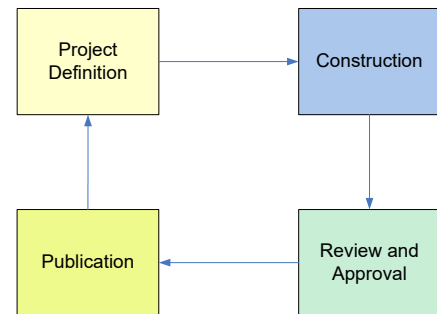 Project
Definition
Construction
Publication
Review and
Approval